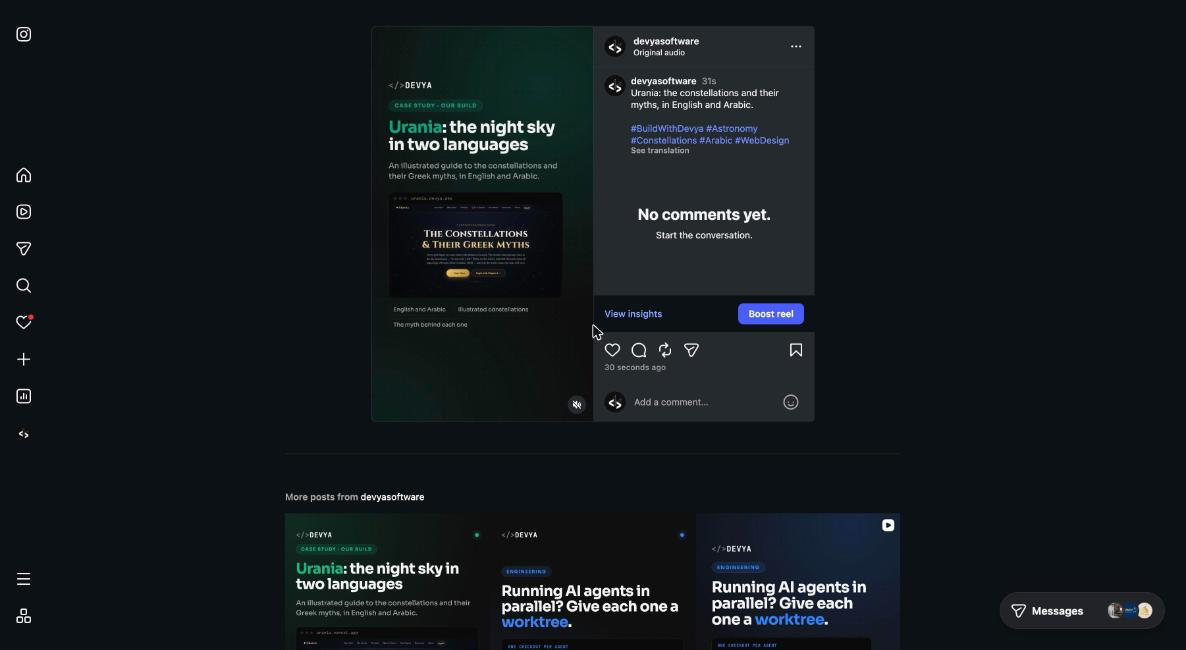 </>DEVYA
CASE STUDY · OUR BUILD
Urania: the night sky
in two languages
An illustrated guide to the constellations and
their Greek myths, in English and Arabic.
urania.devya.dev
THE CONSTELLATIONS
& THEIR GREEK MYTHS
English and Arabic
Illustrated constellations
The myth behind each one
devyasoftware
Original audio
devyasoftware 31s
Urania: the constellations and their
myths, in English and Arabic.
#BuildWithDevya #Astronomy
#Constellations #Arabic #WebDesign
See translation
No comments yet.
Start the conversation.
View insights
Boost reel
30 seconds ago
Add a comment...
More posts from devyasoftware
</>DEVYA
CASE STUDY · OUR BUILD
Urania: the night sky in
two languages
An illustrated guide to the constellations and their
Greek myths, in English and Arabic.
</>DEVYA
ENGINEERING
Running AI agents in
parallel? Give each one a
worktree.
ONE CHECKOUT PER AGENT
</>DEVYA
ENGINEERING
Running AI agents in
parallel? Give each
one a worktree.
ONE CHECKOUT PER AGENT
Messages